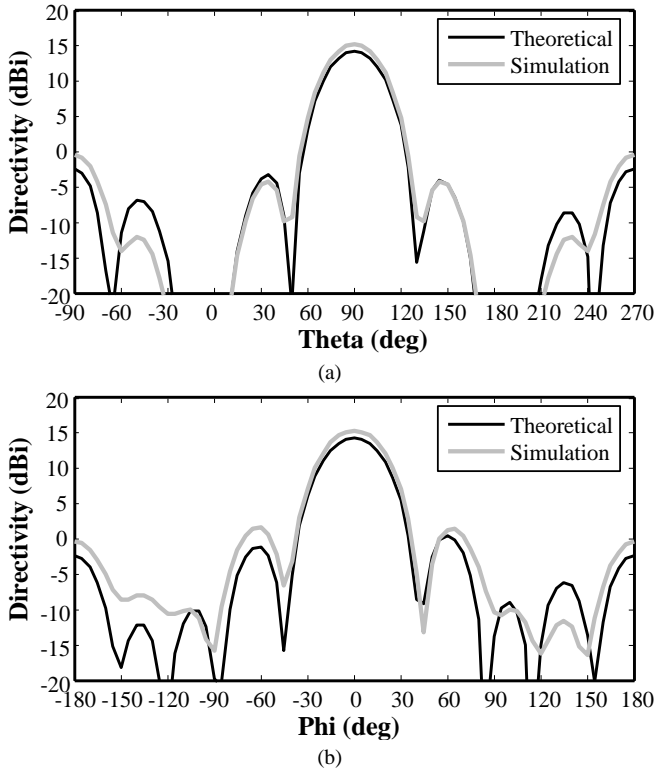 20
15
10
5
0
-5
-10
-15
-20
Directivity (dBi)
Theoretical
Simulation
-90 -60 -30 0 30 60 90 120 150 180 210 240 270
Theta (deg)
(a)
20
15
10
5
0
-5
-10
-15
-20
Directivity (dBi)
Theoretical
Simulation
-180 -150 -120 -90 -60 -30 0 30 60 90 120 150 180
Phi (deg)
(b)